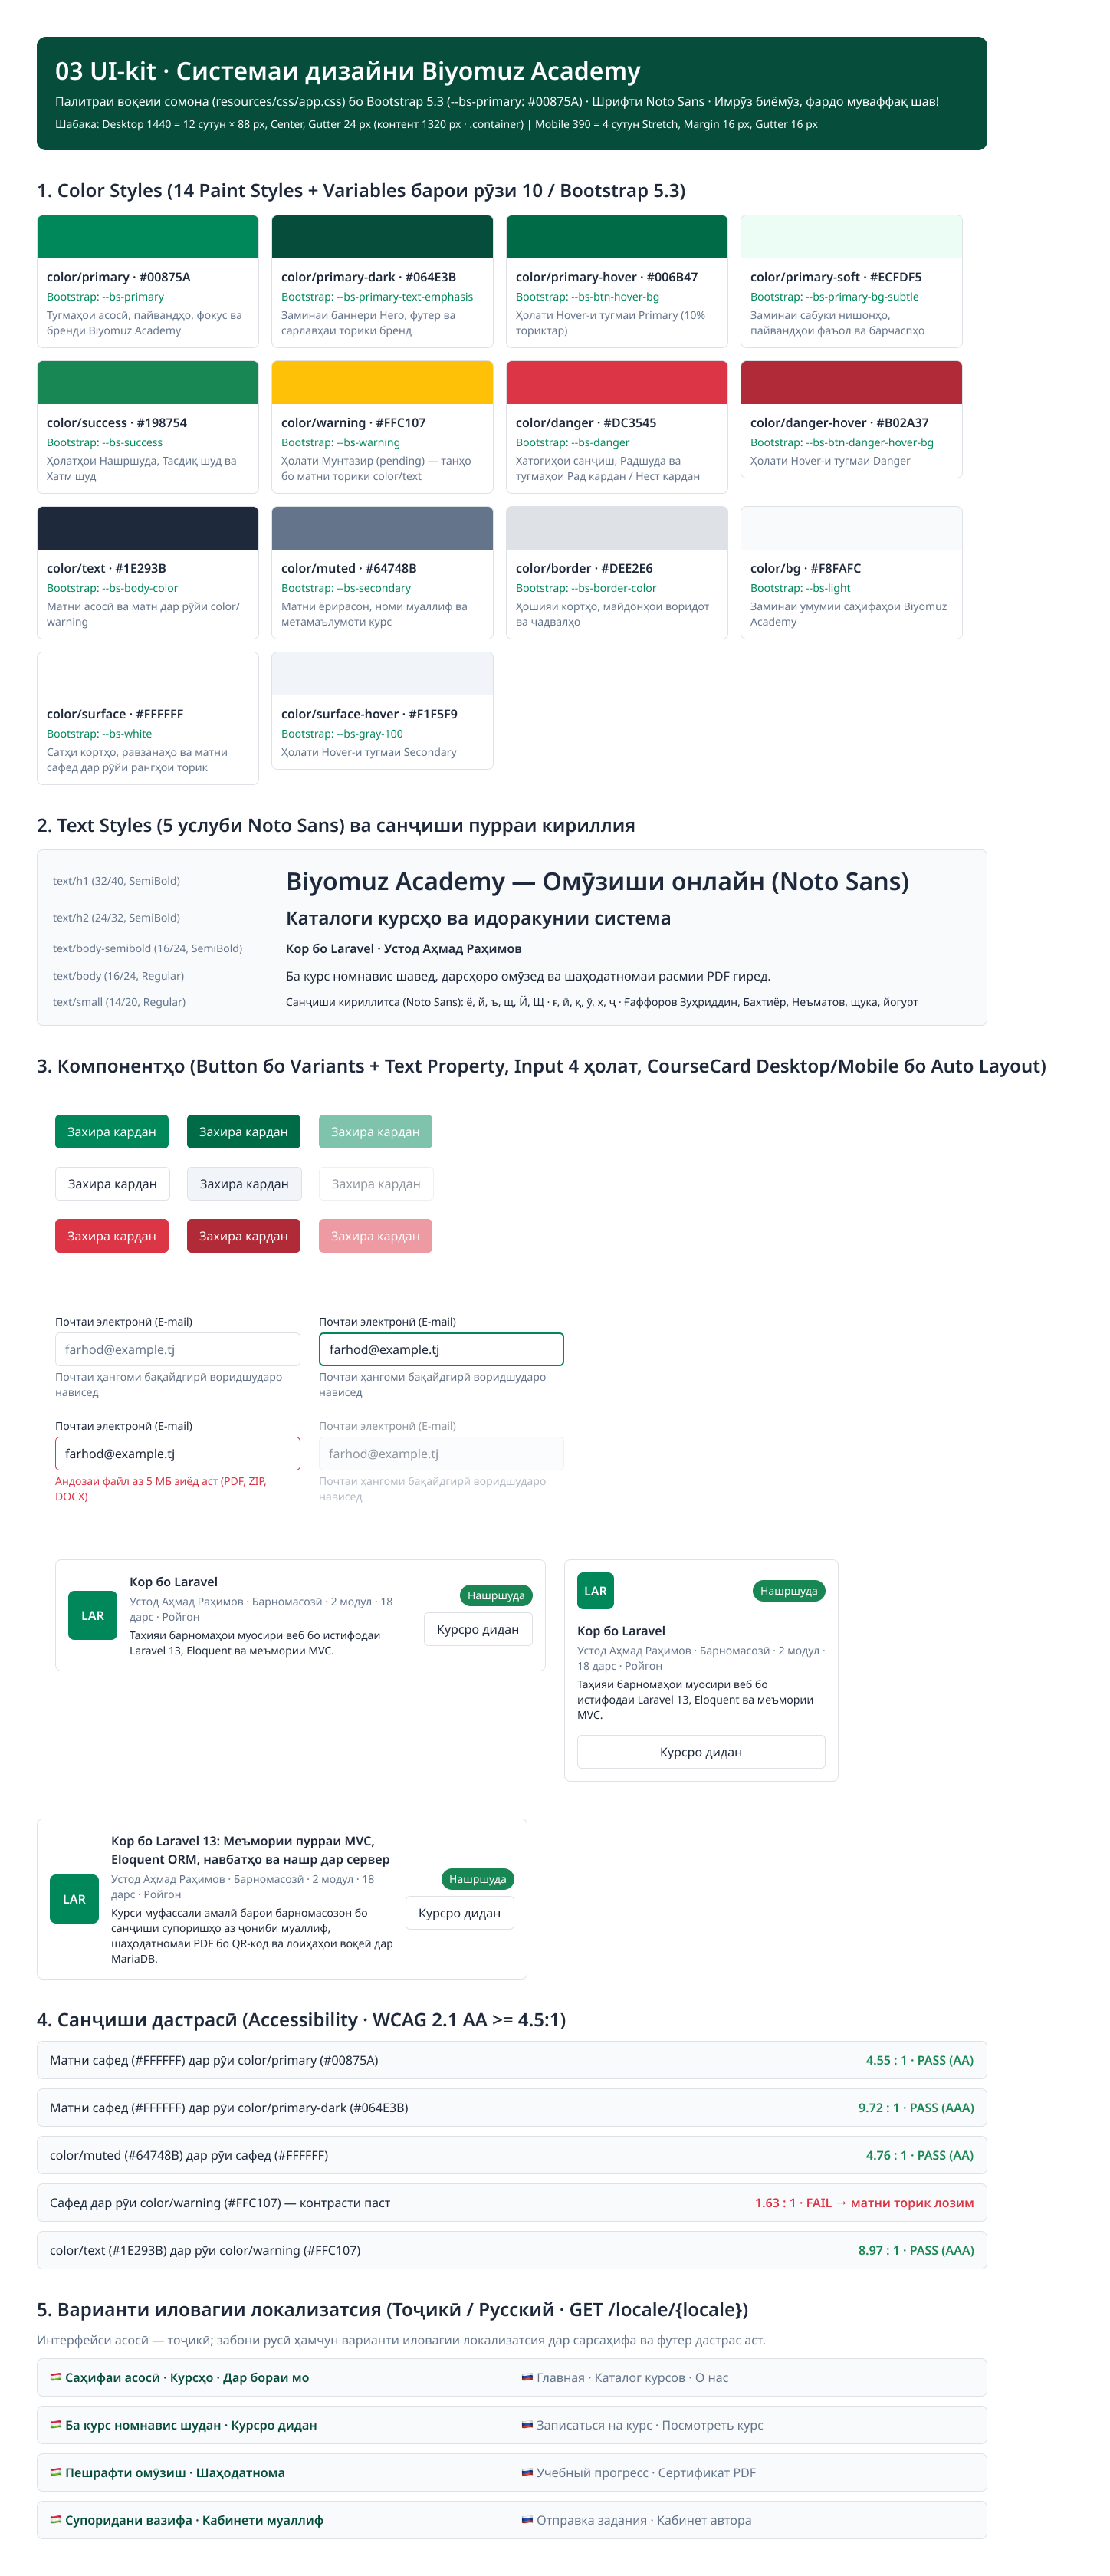 03 UI-kit · Системаи дизайни Biyomuz Academy
Палитраи воқеии сомона (resources/css/app.css) бо Bootstrap 5.3 (--bs-primary: #00875A) · Шрифти Noto Sans · Имрӯз биёмӯз, фардо муваффақ шав!
Шабака: Desktop 1440 = 12 сутун × 88 px, Center, Gutter 24 px (контент 1320 px · .container) | Mobile 390 = 4 сутун Stretch, Margin 16 px, Gutter 16 px
1. Color Styles (14 Paint Styles + Variables барои рӯзи 10 / Bootstrap 5.3)
color/primary · #00875A
Bootstrap: --bs-primary
Тугмаҳои асосӣ, пайвандҳо, фокус ва
бренди Biyomuz Academy
color/primary-dark · #064E3B
Bootstrap: --bs-primary-text-emphasis
Заминаи баннери Hero, футер ва
сарлавҳаи торики бренд
color/primary-hover · #006B47
Bootstrap: --bs-btn-hover-bg
Ҳолати Hover-и тугмаи Primary (10%
ториктар)
color/primary-soft · #ECFDF5
Bootstrap: --bs-primary-bg-subtle
Заминаи сабуки нишонҳо,
пайвандҳои фаъол ва барчаспҳо
color/success · #198754
Bootstrap: --bs-success
Ҳолатҳои Нашршуда, Тасдиқ шуд ва
Хатм шуд
color/warning · #FFC107
Bootstrap: --bs-warning
Ҳолати Мунтазир (pending) — танҳо
бо матни торики color/text
color/danger · #DC3545
Bootstrap: --bs-danger
Хатогиҳои санҷиш, Радшуда ва
тугмаҳои Рад кардан / Нест кардан
color/danger-hover · #B02A37
Bootstrap: --bs-btn-danger-hover-bg
Ҳолати Hover-и тугмаи Danger
color/text · #1E293B
Bootstrap: --bs-body-color
Матни асосӣ ва матн дар рӯйи color/
warning
color/muted · #64748B
Bootstrap: --bs-secondary
Матни ёрирасон, номи муаллиф ва
метамаълумоти курс
color/border · #DEE2E6
Bootstrap: --bs-border-color
Ҳошияи кортҳо, майдонҳои воридот
ва ҷадвалҳо
color/bg · #F8FAFC
Bootstrap: --bs-light
Заминаи умумии саҳифаҳои Biyomuz
Academy
color/surface · #FFFFFF
Bootstrap: --bs-white
Сатҳи кортҳо, равзанаҳо ва матни
сафед дар рӯйи рангҳои торик
color/surface-hover · #F1F5F9
Bootstrap: --bs-gray-100
Ҳолати Hover-и тугмаи Secondary
2. Text Styles (5 услуби Noto Sans) ва санҷиши пурраи кириллия
text/h1 (32/40, SemiBold)
Biyomuz Academy — Омӯзиши онлайн (Noto Sans)
text/h2 (24/32, SemiBold)
Каталоги курсҳо ва идоракунии система
text/body-semibold (16/24, SemiBold)
Кор бо Laravel · Устод Аҳмад Раҳимов
text/body (16/24, Regular)
Ба курс номнавис шавед, дарсҳоро омӯзед ва шаҳодатномаи расмии PDF гиред.
text/small (14/20, Regular)
Санҷиши кириллитса (Noto Sans): ё, й, ъ, щ, Й, Щ · ғ, ӣ, қ, ӯ, ҳ, ҷ · Ғаффоров Зуҳриддин, Бахтиёр, Неъматов, щука, йогурт
3. Компонентҳо (Button бо Variants + Text Property, Input 4 ҳолат, CourseCard Desktop/Mobile бо Auto Layout)
Захира кардан
Захира кардан
Захира кардан
Захира кардан
Захира кардан
Захира кардан
Захира кардан
Захира кардан
Захира кардан
Почтаи электронӣ (E-mail)
farhod@example.tj
Почтаи ҳангоми бақайдгирӣ воридшударо
нависед
Почтаи электронӣ (E-mail)
farhod@example.tj
Почтаи ҳангоми бақайдгирӣ воридшударо
нависед
Почтаи электронӣ (E-mail)
farhod@example.tj
Андозаи файл аз 5 МБ зиёд аст (PDF, ZIP,
DOCX)
Почтаи электронӣ (E-mail)
farhod@example.tj
Почтаи ҳангоми бақайдгирӣ воридшударо
нависед
LAR
Кор бо Laravel
Устод Аҳмад Раҳимов · Барномасозӣ · 2 модул · 18
дарс · Ройгон
Таҳияи барномаҳои муосири веб бо истифодаи
Laravel 13, Eloquent ва меъмории MVC.
Нашршуда
Курсро дидан
LAR
Нашршуда
Кор бо Laravel
Устод Аҳмад Раҳимов · Барномасозӣ · 2 модул ·
18 дарс · Ройгон
Таҳияи барномаҳои муосири веб бо
истифодаи Laravel 13, Eloquent ва меъмории
MVC.
Курсро дидан
LAR
Кор бо Laravel 13: Меъмории пурраи MVC,
Eloquent ORM, навбатҳо ва нашр дар сервер
Устод Аҳмад Раҳимов · Барномасозӣ · 2 модул · 18
дарс · Ройгон
Курси муфассали амалӣ барои барномасозон бо
санҷиши супоришҳо аз ҷониби муаллиф,
шаҳодатномаи PDF бо QR-код ва лоиҳаҳои воқеӣ дар
MariaDB.
Нашршуда
Курсро дидан
4. Санҷиши дастрасӣ (Accessibility · WCAG 2.1 AA >= 4.5:1)
Матни сафед (#FFFFFF) дар рӯи color/primary (#00875A)
4.55 : 1 · PASS (AA)
Матни сафед (#FFFFFF) дар рӯи color/primary-dark (#064E3B)
9.72 : 1 · PASS (AAA)
color/muted (#64748B) дар рӯи сафед (#FFFFFF)
4.76 : 1 · PASS (AA)
Сафед дар рӯи color/warning (#FFC107) — контрасти паст
1.63 : 1 · FAIL → матни торик лозим
color/text (#1E293B) дар рӯи color/warning (#FFC107)
8.97 : 1 · PASS (AAA)
5. Варианти иловагии локализатсия (Тоҷикӣ / Русский · GET /locale/{locale})
Интерфейси асосӣ — тоҷикӣ; забони русӣ ҳамчун варианти иловагии локализатсия дар сарсаҳифа ва футер дастрас аст.
Саҳифаи асосӣ · Курсҳо · Дар бораи мо
Главная · Каталог курсов · О нас
Ба курс номнавис шудан · Курсро дидан
Записаться на курс · Посмотреть курс
Пешрафти омӯзиш · Шаҳодатнома
Учебный прогресс · Сертификат PDF
Супоридани вазифа · Кабинети муаллиф
Отправка задания · Кабинет автора